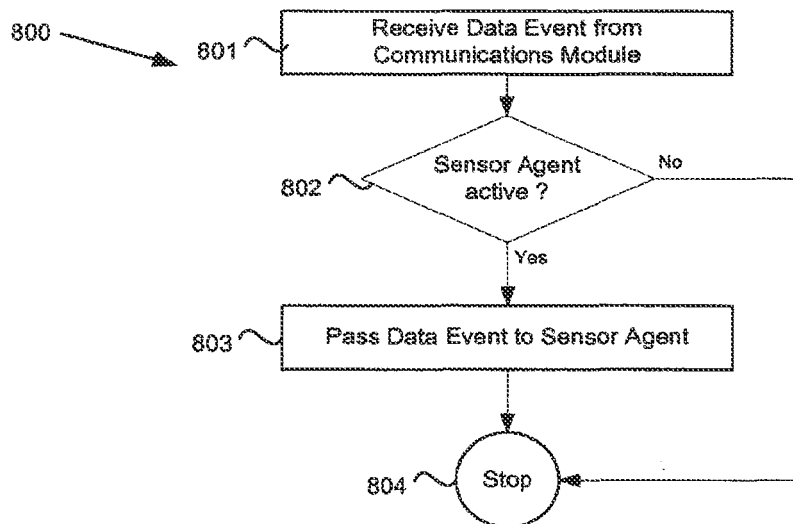 800
801
Receive Data Event from
Communications Module
802
Sensor Agent
active ?
No
Yes
803
Pass Data Event to Sensor Agent
804
Stop